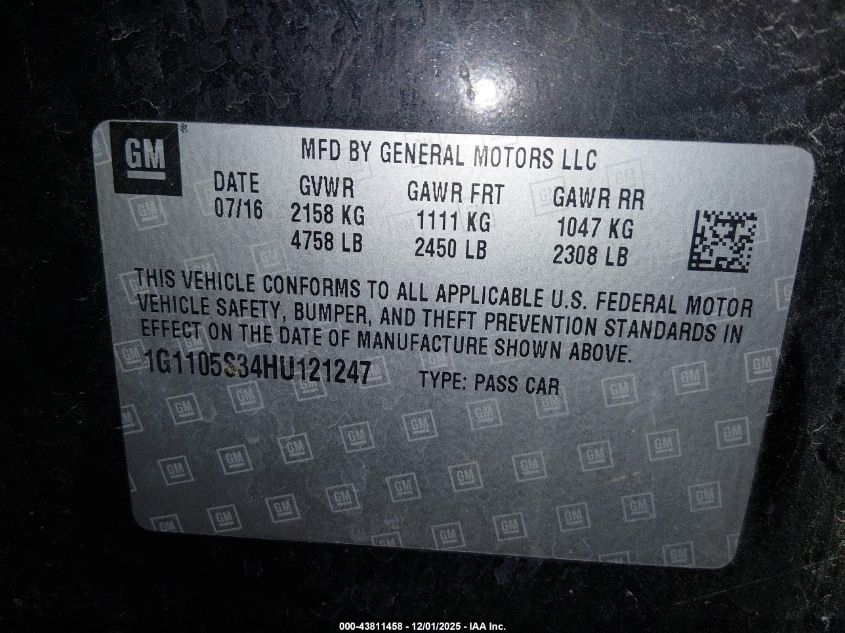 GM ®
MFD BY GENERAL MOTORS LLC
DATE GVWR GAWR FRT GAWR RR
07/16 2158 KG 1111 KG 1047 KG
4758 LB 2450 LB 2308 LB
THIS VEHICLE CONFORMS TO ALL APPLICABLE U.S. FEDERAL MOTOR
VEHICLE SAFETY, BUMPER, AND THEFT PREVENTION STANDARDS IN
EFFECT ON THE DATE OF MANUFACTURE SHOWN ABOVE.
1G1105S34HU121247 TYPE: PASS CAR
000-43811458 - 12/01/2025 - IAA Inc.